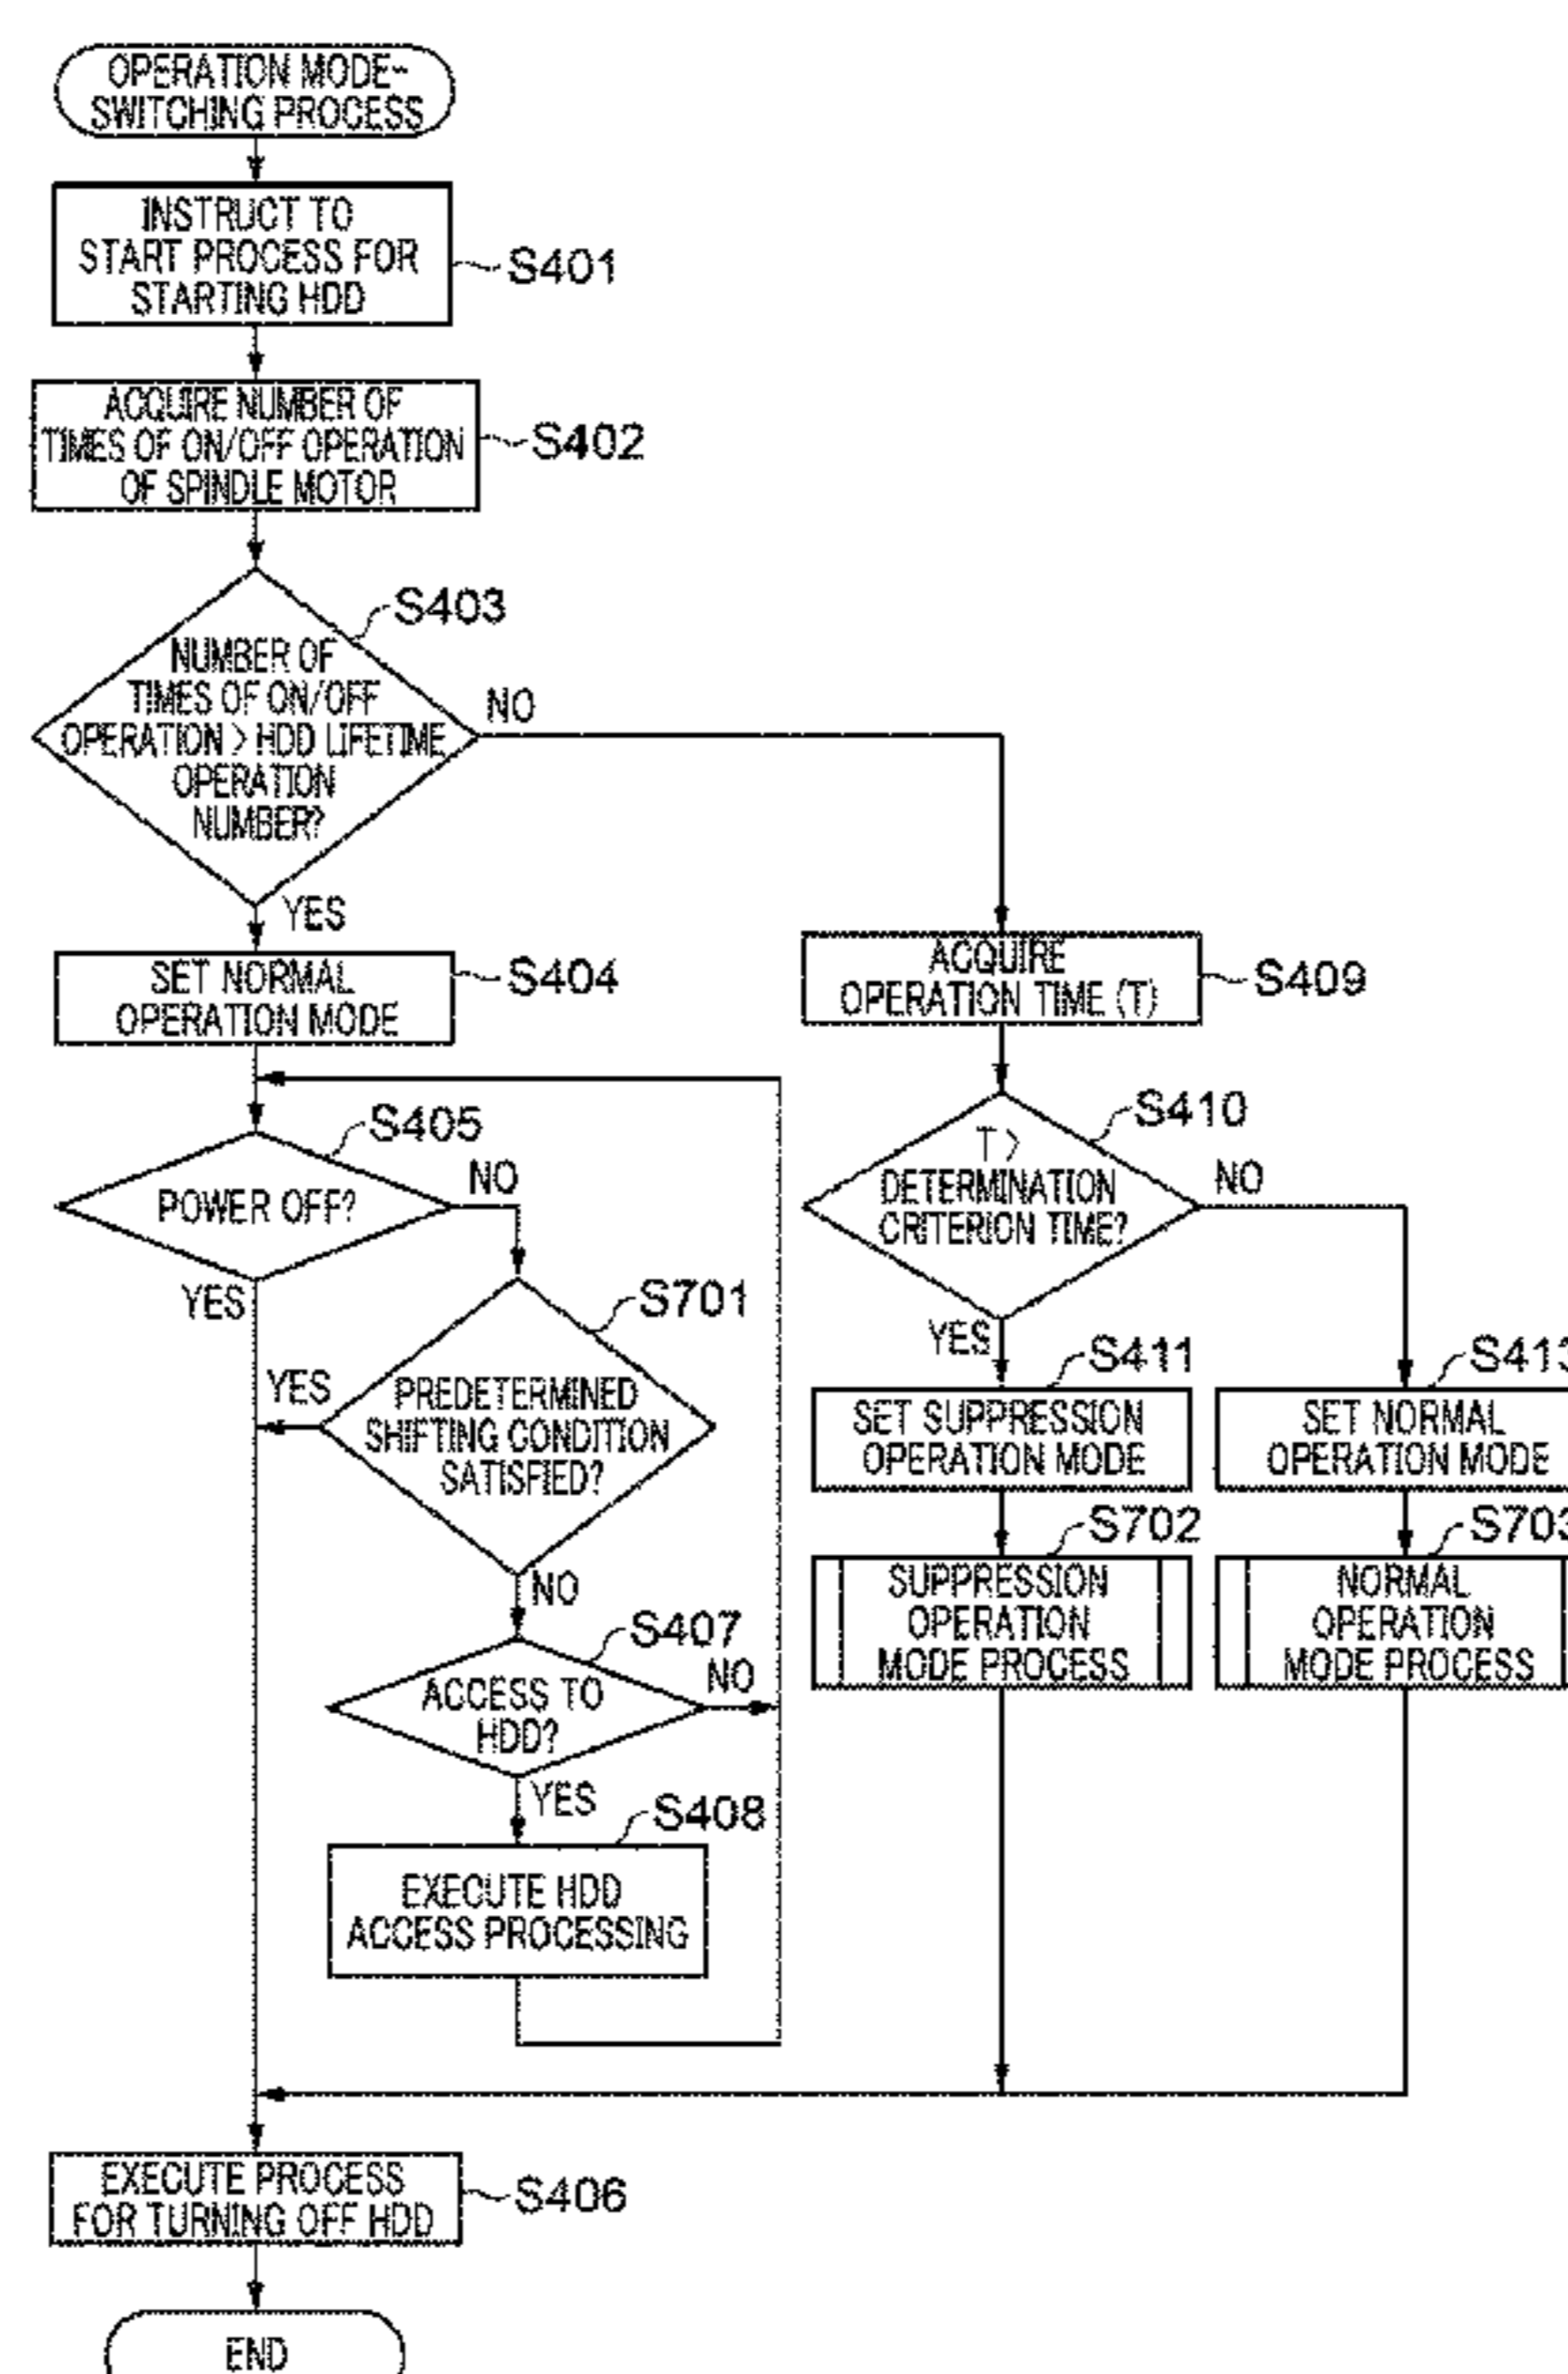 OPERATION MODE-
SWITCHING PROCESS
INSTRUCT TO
START PROCESS FOR
STARTING HDD
S401
ACQUIRE NUMBER OF
TIMES OF ON/OFF OPERATION
OF SPINDLE MOTOR
S402
S403
NUMBER OF
TIMES OF ON/OFF
OPERATION > HDD LIFETIME
OPERATION
NUMBER?
NO
YES
SET NORMAL
OPERATION MODE
S404
ACQUIRE
OPERATION TIME (T)
S409
S405
POWER OFF?
NO
YES
S410
T >
DETERMINATION
CRITERION TIME?
NO
YES
S701
PREDETERMINED
SHIFTING CONDITION
SATISFIED?
YES
NO
S411
SET SUPPRESSION
OPERATION MODE
S413
SET NORMAL
OPERATION MODE
S702
SUPPRESSION
OPERATION
MODE PROCESS
S703
NORMAL
OPERATION
MODE PROCESS
S407
ACCESS TO
HDD?
NO
YES
S408
EXECUTE HDD
ACCESS PROCESSING
EXECUTE PROCESS
FOR TURNING OFF HDD
S406
END